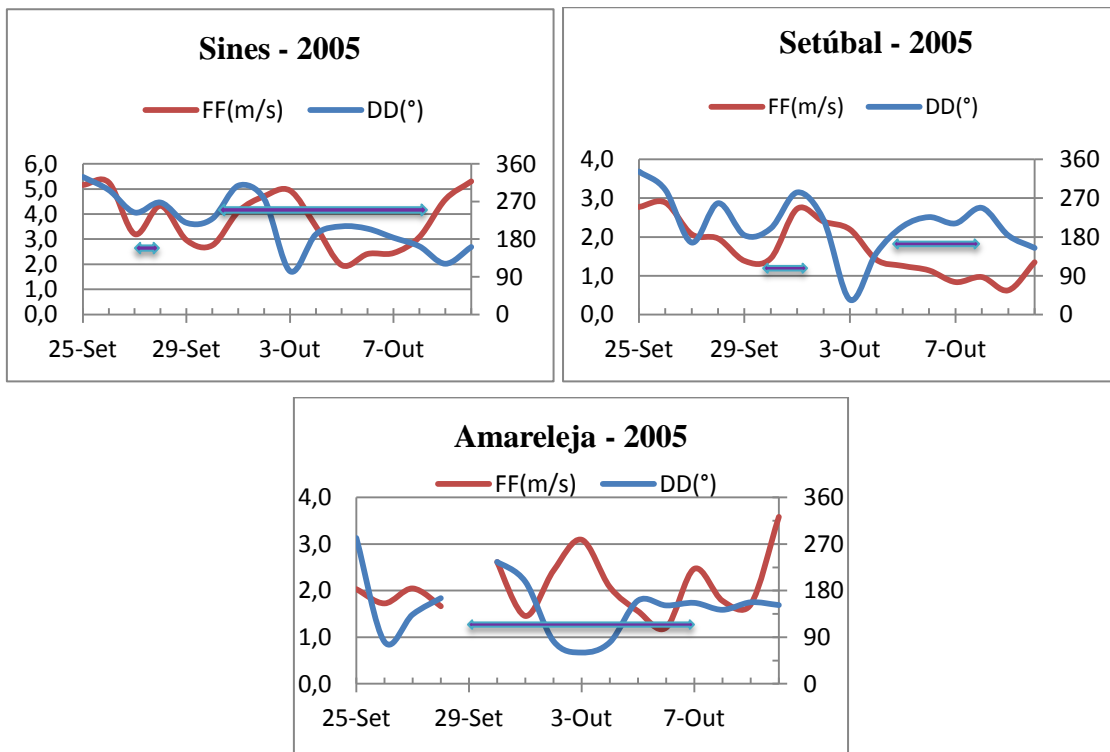 Sines - 2005
FF(m/s) DD(°)
6,0 360
5,0
4,0 270
3,0 180
2,0
1,0 90
0,0 0
25-Set 29-Set 3-Out 7-Out
Setúbal - 2005
FF(m/s) DD(°)
4,0 360
3,0 270
2,0 180
1,0 90
0,0 0
25-Set 29-Set 3-Out 7-Out
Amareleja - 2005
FF(m/s) DD(°)
4,0 360
3,0 270
2,0 180
1,0 90
0,0 0
25-Set 29-Set 3-Out 7-Out